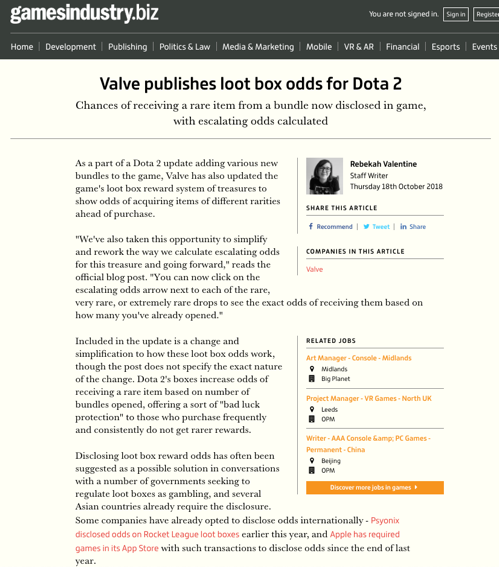 gamesindustry.biz
You are not signed in. Sign in Register
Home Development Publishing Politics & Law Media & Marketing Mobile VR & AR Financial Esports Events
Valve publishes loot box odds for Dota 2
Chances of receiving a rare item from a bundle now disclosed in game,
with escalating odds calculated
As a part of a Dota 2 update adding various new
bundles to the game, Valve has also updated the
game's loot box reward system of treasures to
show odds of acquiring items of different rarities
ahead of purchase.
"We've also taken this opportunity to simplify
and rework the way we calculate escalating odds
for this treasure and going forward," reads the
official blog post. "You can now click on the
escalating odds arrow next to each of the rare,
very rare, or extremely rare drops to see the exact odds of receiving them based on
how many you've already opened."
Included in the update is a change and
simplification to how these loot box odds work,
though the post does not specify the exact nature
of the change. Dota 2's boxes increase odds of
receiving a rare item based on number of
bundles opened, offering a sort of "bad luck
protection" to those who purchase frequently
and consistently do not get rarer rewards.
Disclosing loot box reward odds has often been
suggested as a possible solution in conversations
with a number of governments seeking to
regulate loot boxes as gambling, and several
Asian countries already require the disclosure.
Some companies have already opted to disclose odds internationally - Psyonix
disclosed odds on Rocket League loot boxes earlier this year, and Apple has required
games in its App Store with such transactions to disclose odds since the end of last
year.
Rebekah Valentine
Staff Writer
Thursday 18th October 2018
SHARE THIS ARTICLE
Recommend Tweet Share
COMPANIES IN THIS ARTICLE
Valve
RELATED JOBS
Art Manager - Console - Midlands
Midlands
Big Planet
Project Manager - VR Games - North UK
Leeds
OPM
Writer - AAA Console &amp; PC Games -
Permanent - China
Beijing
OPM
Discover more jobs in games